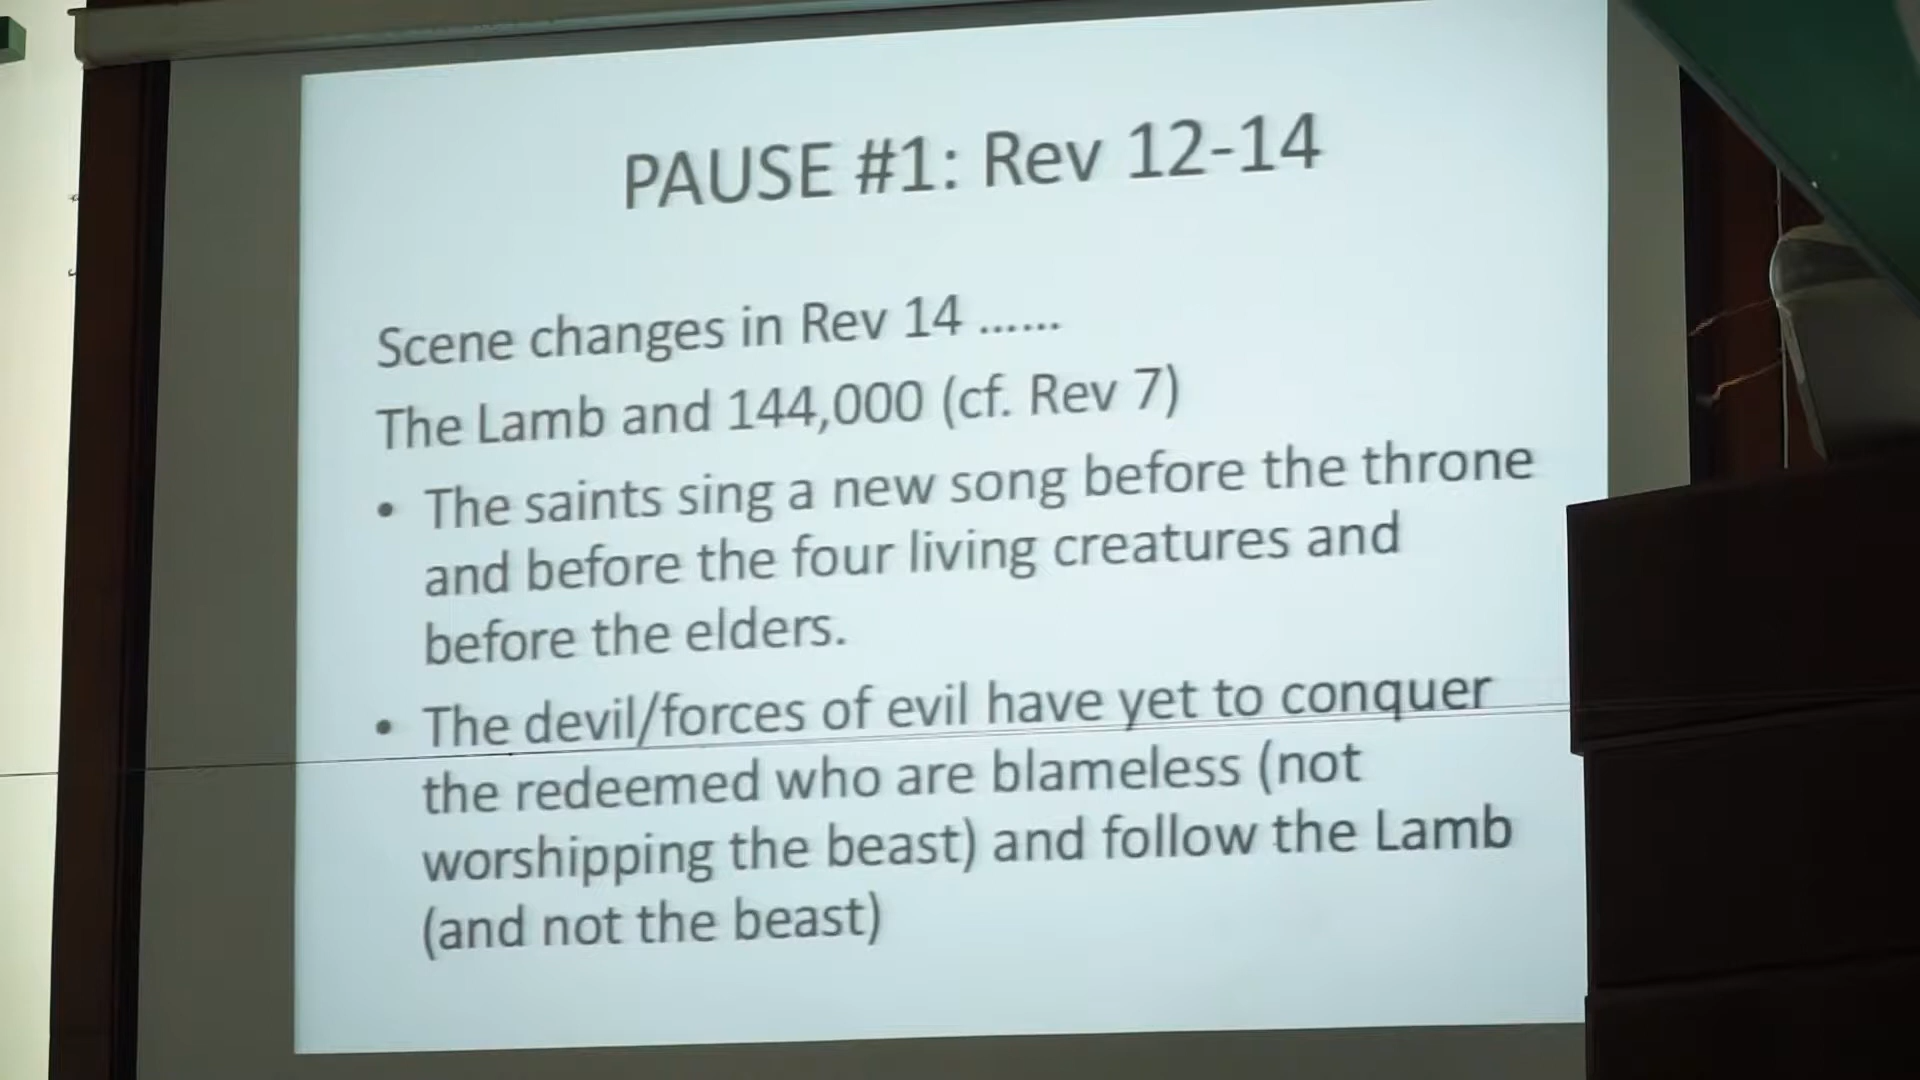 PAUSE #1: Rev 12-14
Scene changes in Rev 14 ......
The Lamb and 144,000 (cf. Rev 7)
• The saints sing a new song before the throne
and before the four living creatures and
before the elders.
• The devil/forces of evil have yet to conquer
the redeemed who are blameless (not
worshipping the beast) and follow the Lamb
(and not the beast)